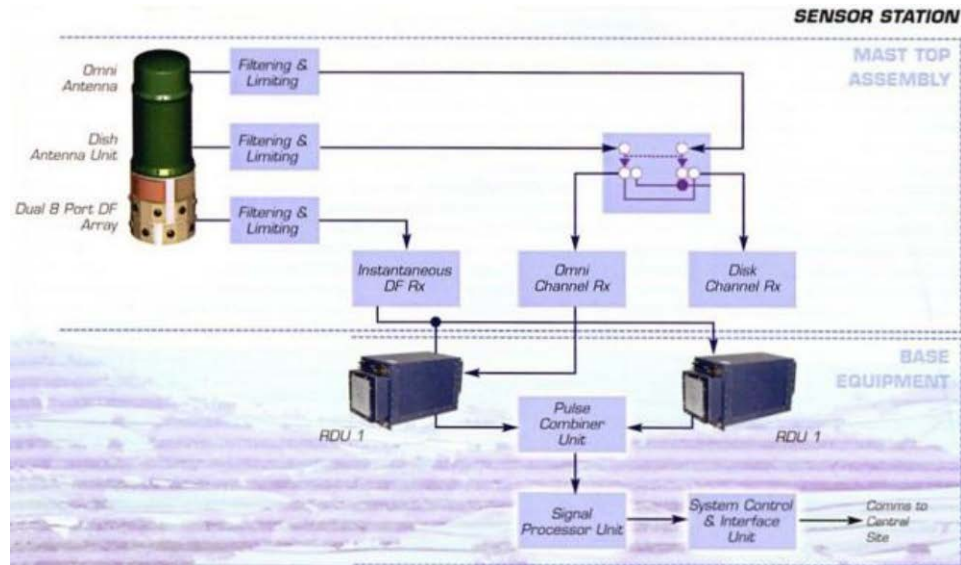 SENSOR STATION
MAST TOP
ASSEMBLY
Omni
Antenna
Filtering &
Limiting
Dish
Antenna Unit
Filtering &
Limiting
Dual 8 Port DF
Array
Filtering &
Limiting
Instantaneous
DF Rx
Omni
Channel Rx
Disk
Channel Rx
BASE
EQUIPMENT
RDU 1
Pulse
Combiner
Unit
RDU 1
Signal
Processor Unit
System Control
& Interface
Unit
Comms to
Central
Site